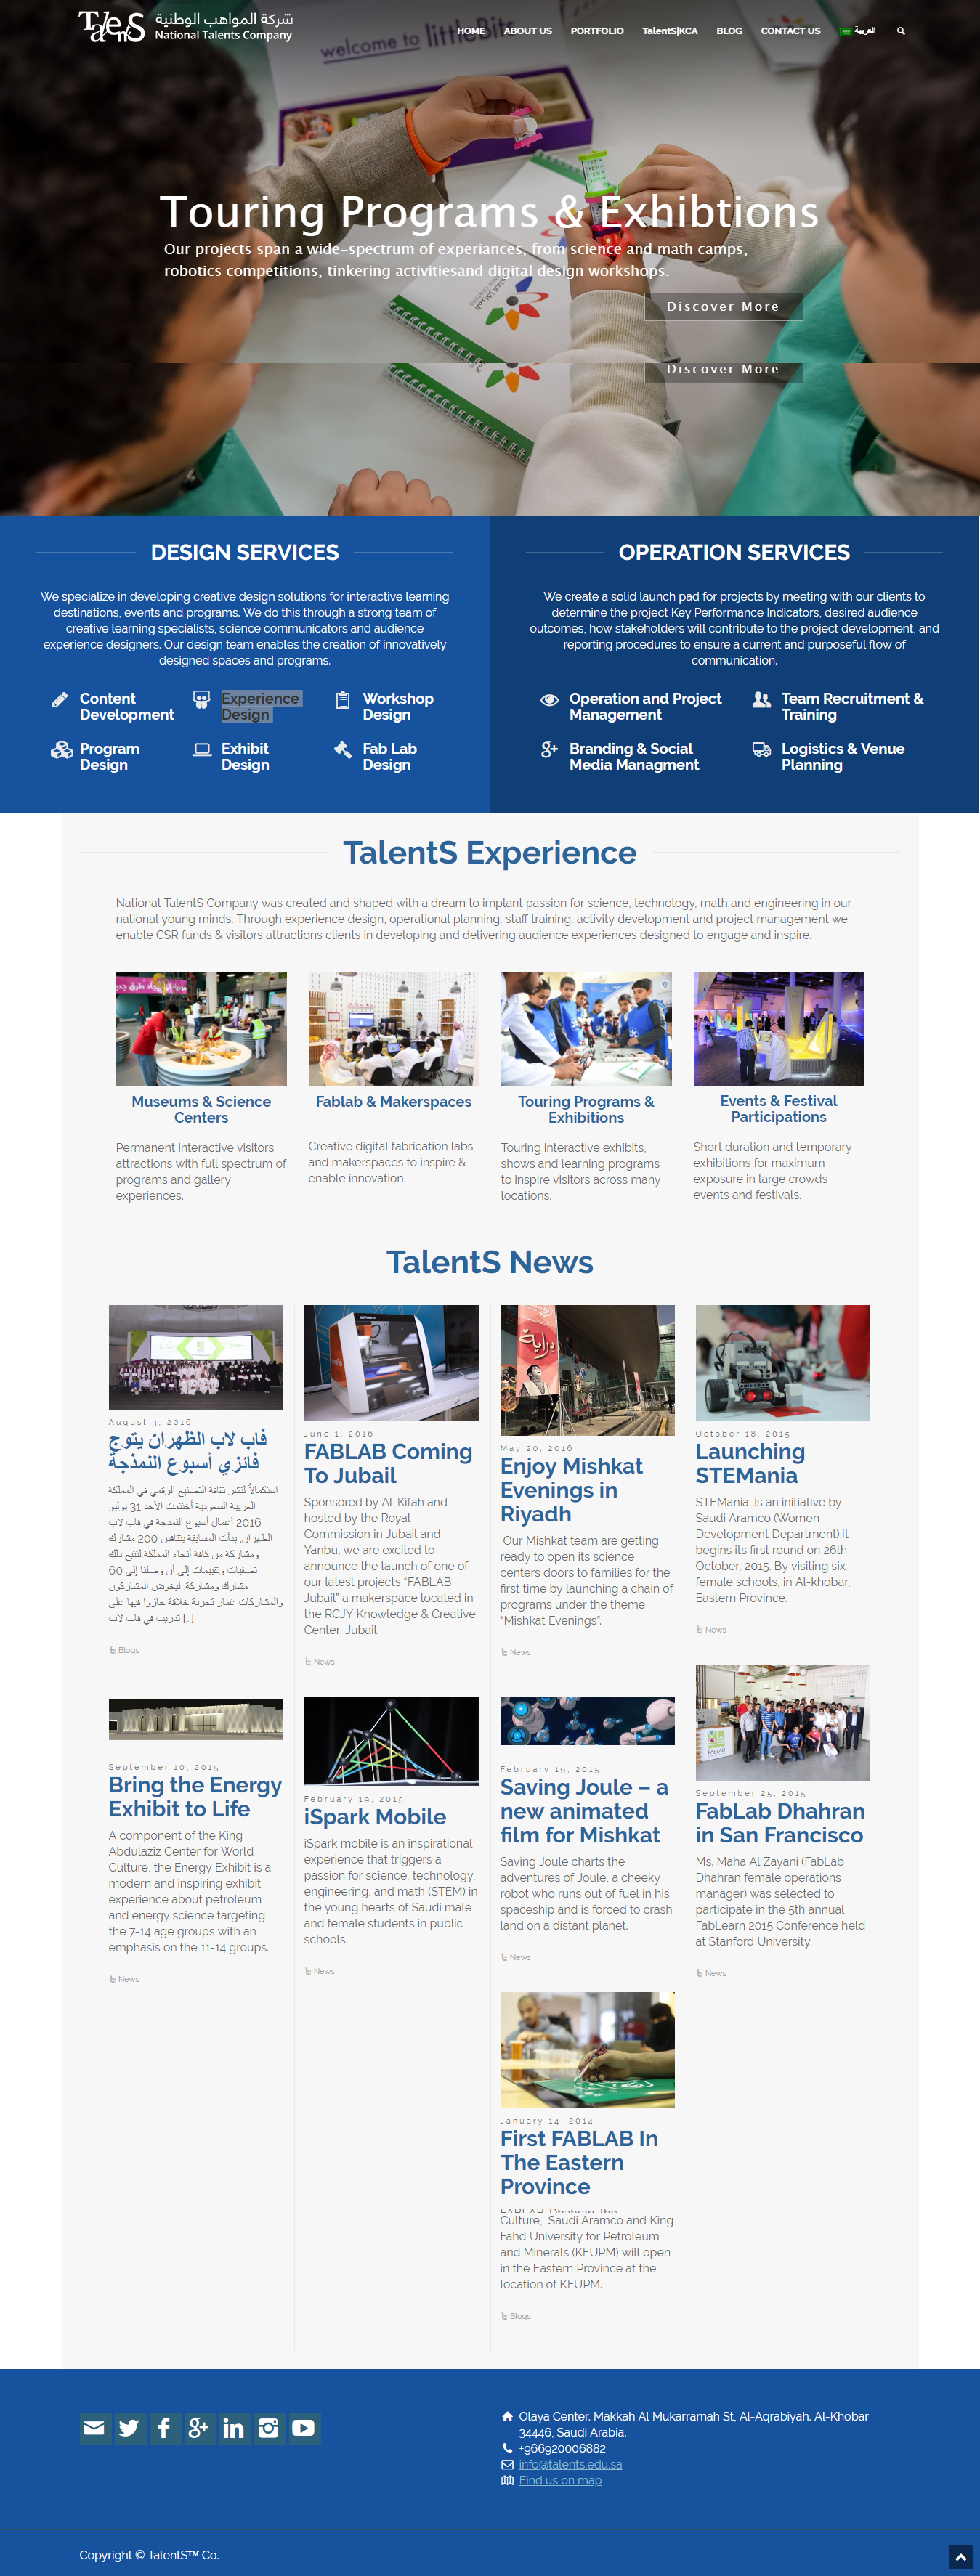 TalentS شركة المواهب الوطنية
National Talents Company
HOME ABOUT US PORTFOLIO TalentS|KCA BLOG CONTACT US العربية
welcome to littleBits
Touring Programs & Exhibtions
Our projects span a wide-spectrum of experiances, from science and math camps,
robotics competitions, tinkering activitiesand digital design workshops.
Discover More
Discover More
DESIGN SERVICES
We specialize in developing creative design solutions for interactive learning
destinations, events and programs. We do this through a strong team of
creative learning specialists, science communicators and audience
experience designers. Our design team enables the creation of innovatively
designed spaces and programs.
Content
Development
Experience
Design
Workshop
Design
Program
Design
Exhibit
Design
Fab Lab
Design
OPERATION SERVICES
We create a solid launch pad for projects by meeting with our clients to
determine the project Key Performance Indicators, desired audience
outcomes, how stakeholders will contribute to the project development, and
reporting procedures to ensure a current and purposeful flow of
communication.
Operation and Project
Management
Team Recruitment &
Training
Branding & Social
Media Managment
Logistics & Venue
Planning
TalentS Experience
National TalentS Company was created and shaped with a dream to implant passion for science, technology, math and engineering in our
national young minds. Through experience design, operational planning, staff training, activity development and project management we
enable CSR funds & visitors attractions clients in developing and delivering audience experiences designed to engage and inspire.
Museums & Science
Centers
Permanent interactive visitors
attractions with full spectrum of
programs and gallery
experiences.
Fablab & Makerspaces
Creative digital fabrication labs
and makerspaces to inspire &
enable innovation.
Touring Programs &
Exhibitions
Touring interactive exhibits,
shows and learning programs
to inspire visitors across many
locations.
Events & Festival
Participations
Short duration and temporary
exhibitions for maximum
exposure in large crowds
events and festivals.
TalentS News
August 3, 2016
فاب لاب الظهران يتوج
فائزي أسبوع النمذجة
استكمالاً لنشر ثقافة التصنيع الرقمي في المملكة
العربية السعودية أختتمت الأحد 31 يوليو
2016 أعمال أسبوع النمذجة في فاب لاب
الظهران. بدأت المسابقة بتنافس 200 مشارك
ومشاركة من كافة أنحاء المملكة لتتبع ذلك
تصفيات وتقييمات إلى أن وصلنا إلى 60
مشارك ومشاركة. ليخوض المشاركون
والمشاركات غمار تجربة خلاقة حازوا فيها على
تدريب في فاب لاب [...]
Blogs
September 10, 2015
Bring the Energy
Exhibit to Life
A component of the King
Abdulaziz Center for World
Culture, the Energy Exhibit is a
modern and inspiring exhibit
experience about petroleum
and energy science targeting
the 7-14 age groups with an
emphasis on the 11-14 groups.
News
June 1, 2016
FABLAB Coming
To Jubail
Sponsored by Al-Kifah and
hosted by the Royal
Commission in Jubail and
Yanbu, we are excited to
announce the launch of one of
our latest projects “FABLAB
Jubail” a makerspace located in
the RCJY Knowledge & Creative
Center, Jubail.
News
February 19, 2015
iSpark Mobile
iSpark mobile is an inspirational
experience that triggers a
passion for science, technology,
engineering, and math (STEM) in
the young hearts of Saudi male
and female students in public
schools.
News
May 20, 2016
Enjoy Mishkat
Evenings in
Riyadh
Our Mishkat team are getting
ready to open its science
centers doors to families for the
first time by launching a chain of
programs under the theme
“Mishkat Evenings”.
News
February 19, 2015
Saving Joule – a
new animated
film for Mishkat
Saving Joule charts the
adventures of Joule, a cheeky
robot who runs out of fuel in his
spaceship and is forced to crash
land on a distant planet.
News
January 14, 2014
First FABLAB In
The Eastern
Province
FABLAB Dhahran, the
Culture, Saudi Aramco and King
Fahd University for Petroleum
and Minerals (KFUPM) will open
in the Eastern Province at the
location of KFUPM.
Blogs
October 18, 2015
Launching
STEMania
STEMania: Is an initiative by
Saudi Aramco (Women
Development Department).It
begins its first round on 26th
October, 2015. By visiting six
female schools, in Al-khobar,
Eastern Province.
News
FABLAB
September 25, 2015
FabLab Dhahran
in San Francisco
Ms. Maha Al Zayani (FabLab
Dhahran female operations
manager) was selected to
participate in the 5th annual
FabLearn 2015 Conference held
at Stanford University.
News
Olaya Center. Makkah Al Mukarramah St, Al-Aqrabiyah. Al-Khobar
34446, Saudi Arabia.
+966920006882
info@talents.edu.sa
Find us on map
Copyright © TalentS™ Co.